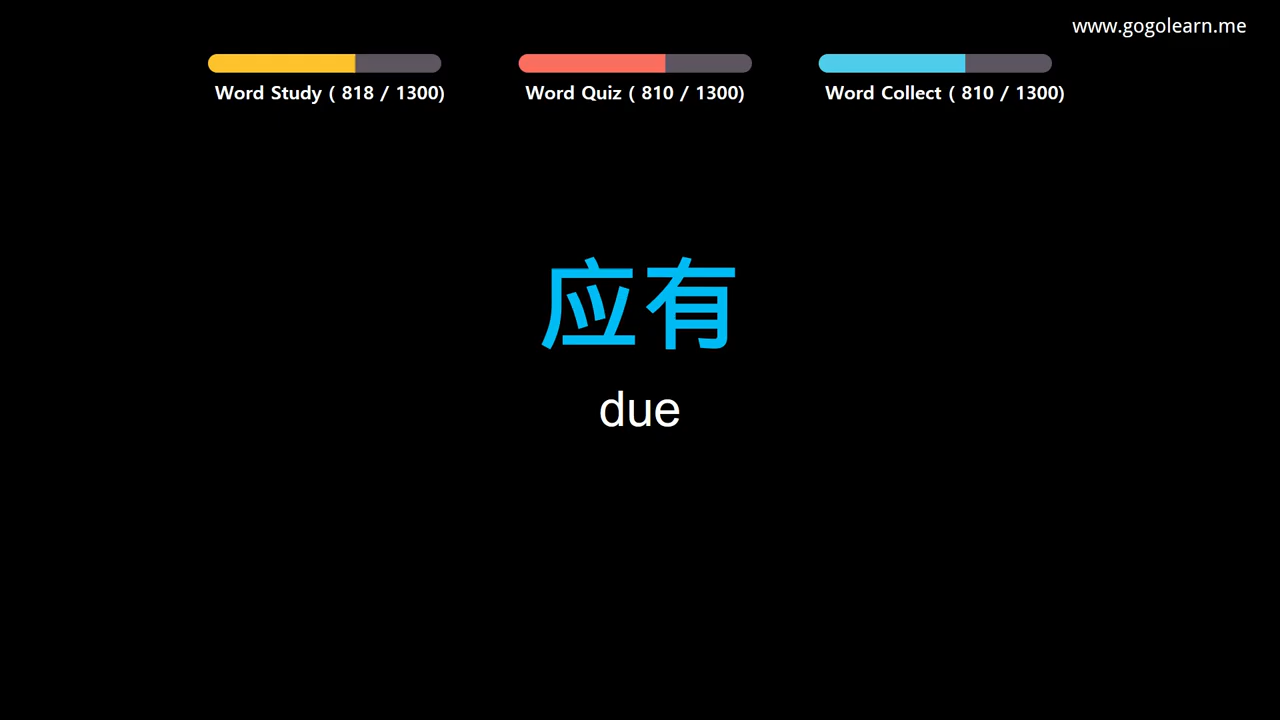 www.gogolearn.me
Word Study ( 818 / 1300)
Word Quiz ( 810 / 1300)
Word Collect ( 810 / 1300)
应有
due